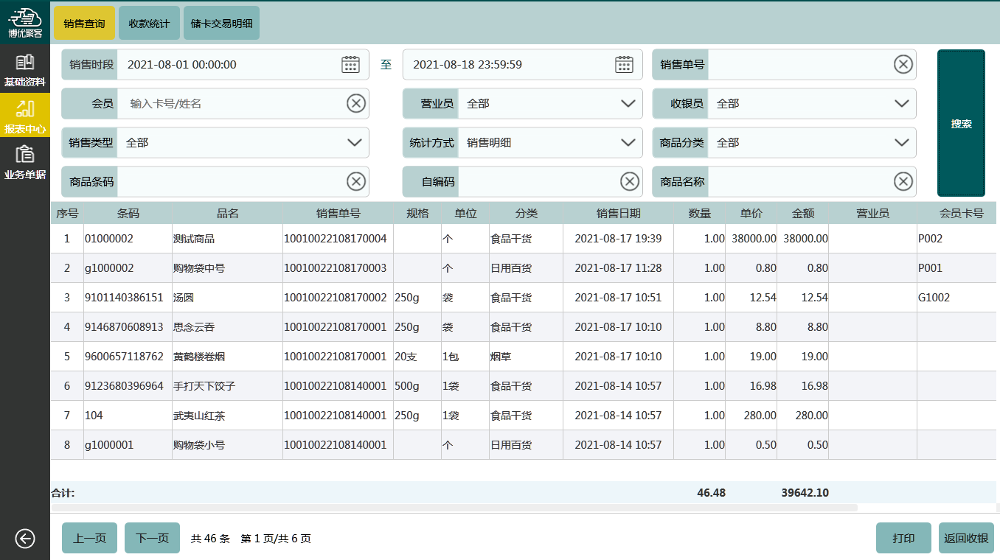 博优聚客
销售查询 收款统计 储卡交易明细
基础资料
报表中心
业务单据
销售时段 2021-08-01 00:00:00 至 2021-08-18 23:59:59 销售单号
会员 输入卡号/姓名 营业员 全部 收银员 全部
销售类型 全部 统计方式 销售明细 商品分类 全部
商品条码 自编码 商品名称
搜索
序号 条码 品名 销售单号 规格 单位 分类 销售日期 数量 单价 金额 营业员 会员卡号
1 01000002 测试商品 10010022108170004 个 食品干货 2021-08-17 19:39 1.00 38000.00 38000.00 P002
2 g1000002 购物袋中号 10010022108170003 个 日用百货 2021-08-17 11:28 1.00 0.80 0.80 P001
3 9101140386151 汤圆 10010022108170002 250g 袋 食品干货 2021-08-17 10:51 1.00 12.54 12.54 G1002
4 9146870608913 思念云吞 10010022108170001 250g 袋 食品干货 2021-08-17 10:10 1.00 8.80 8.80
5 9600657118762 黄鹤楼卷烟 10010022108170001 20支 1包 烟草 2021-08-17 10:10 1.00 19.00 19.00
6 9123680396964 手打天下饺子 10010022108140001 500g 1袋 食品干货 2021-08-14 10:57 1.00 16.98 16.98
7 104 武夷山红茶 10010022108140001 250g 1袋 食品干货 2021-08-14 10:57 1.00 280.00 280.00
8 g1000001 购物袋小号 10010022108140001 个 日用百货 2021-08-14 10:57 1.00 0.50 0.50
合计: 46.48 39642.10
上一页 下一页 共 46 条 第 1 页/共 6 页 打印 返回收银